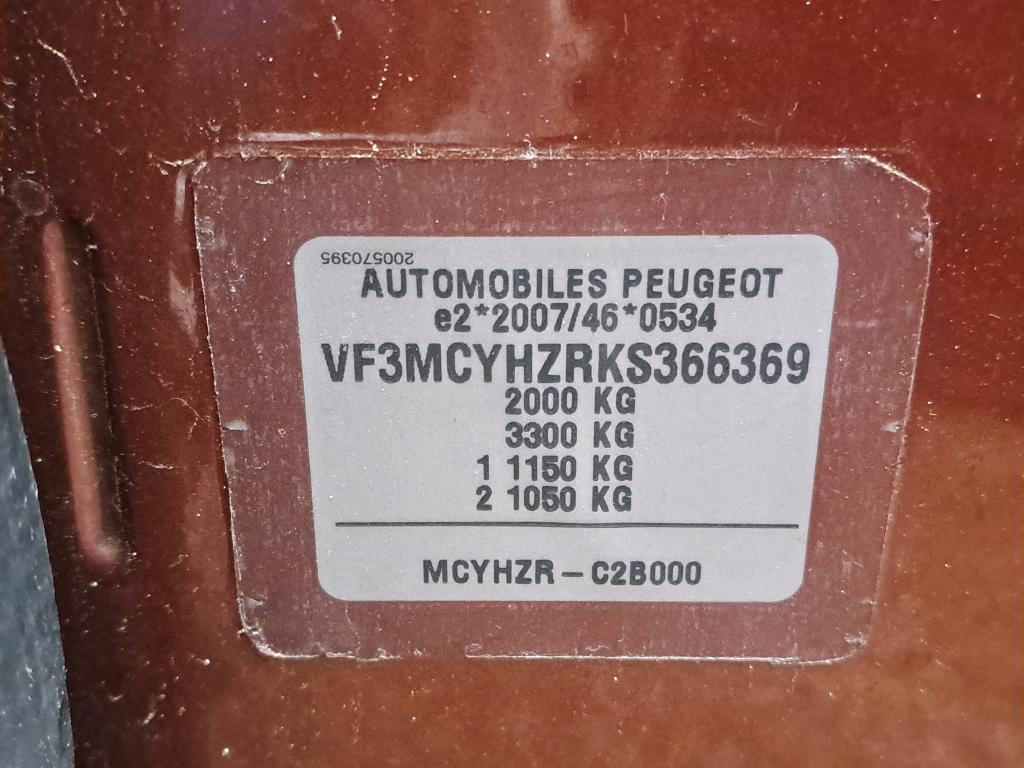 200570395
AUTOMOBILES PEUGEOT
e2*2007/46*0534
VF3MCYHZRKS366369
2000 KG
3300 KG
1 1150 KG
2 1050 KG
MCYHZR – C2B000